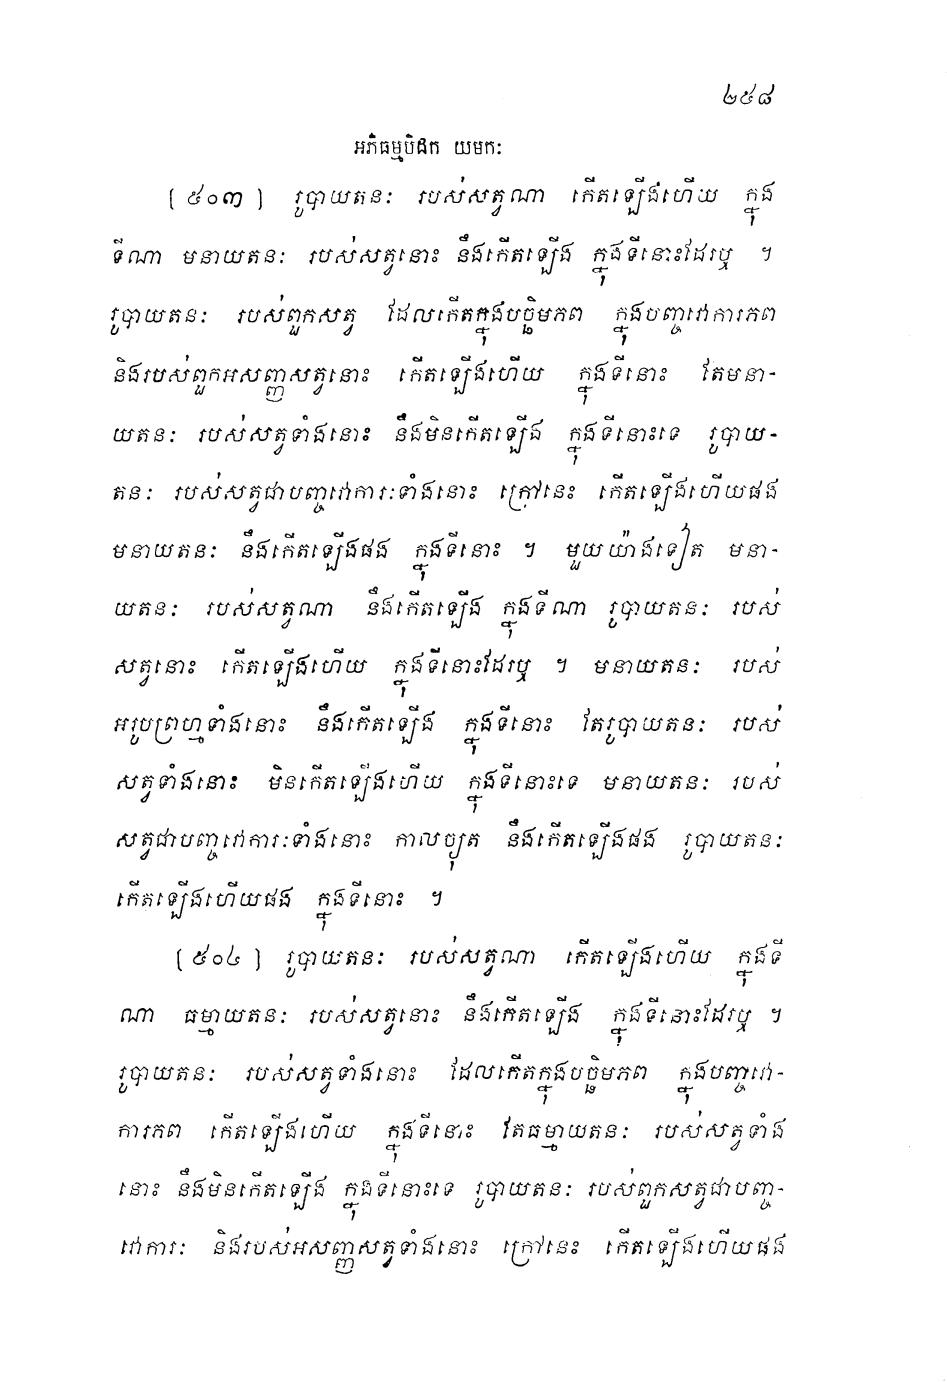 ២៥៨
អភិធម្មបិដក យមកៈ
[ ៥០៣ ] រូបាយតនៈ របស់សត្វណា កើតឡើងហើយ ក្នុង
ទីណា មនាយតនៈ របស់សត្វនោះ នឹងកើតឡើង ក្នុងទីនោះដែរឬ ។
រូបាយតនៈ របស់ពួកសត្វ ដែលកើតក្នុងបច្ឆិមភព ក្នុងបញ្ចវោការភព
និងរបស់ពួកអសញ្ញសត្វនោះ កើតឡើងហើយ ក្នុងទីនោះ តែមនា-
យតនៈ របស់សត្វទាំងនោះ នឹងមិនកើតឡើង ក្នុងទីនោះទេ រូបាយ-
តនៈ របស់សត្វជាបញ្ចវោការៈទាំងនោះ ក្រៅនេះ កើតឡើងហើយផង
មនាយតនៈ នឹងកើតឡើងផង ក្នុងទីនោះ ។ មួយយ៉ាងទៀត មនា-
យតនៈ របស់សត្វណា នឹងកើតឡើង ក្នុងទីណា រូបាយតនៈ របស់
សត្វនោះ កើតឡើងហើយ ក្នុងទីនោះដែរឬ ។ មនាយតនៈ របស់
អរូបព្រហ្មទាំងនោះ នឹងកើតឡើង ក្នុងទីនោះ តែរូបាយតនៈ របស់
សត្វទាំងនោះ មិនកើតឡើងហើយ ក្នុងទីនោះទេ មនាយតនៈ របស់
សត្វជាបញ្ចវោការៈទាំងនោះ កាលច្យុត នឹងកើតឡើងផង រូបាយតនៈ
កើតឡើងហើយផង ក្នុងទីនោះ ។
[ ៥០៤ ] រូបាយតនៈ របស់សត្វណា កើតឡើងហើយ ក្នុងទី
ណា ធម្មាយតនៈ របស់សត្វនោះ នឹងកើតឡើង ក្នុងទីនោះដែរឬ ។
រូបាយតនៈ របស់សត្វទាំងនោះ ដែលកើតក្នុងបច្ឆិមភព ក្នុងបញ្ចវោ-
ការភព កើតឡើងហើយ ក្នុងទីនោះ តែធម្មាយតនៈ របស់សត្វទាំង
នោះ នឹងមិនកើតឡើង ក្នុងទីនោះទេ រូបាយតនៈ របស់ពួកសត្វជាបញ្ច-
វោការៈ និងរបស់អសញ្ញសត្វទាំងនោះ ក្រៅនេះ កើតឡើងហើយផង